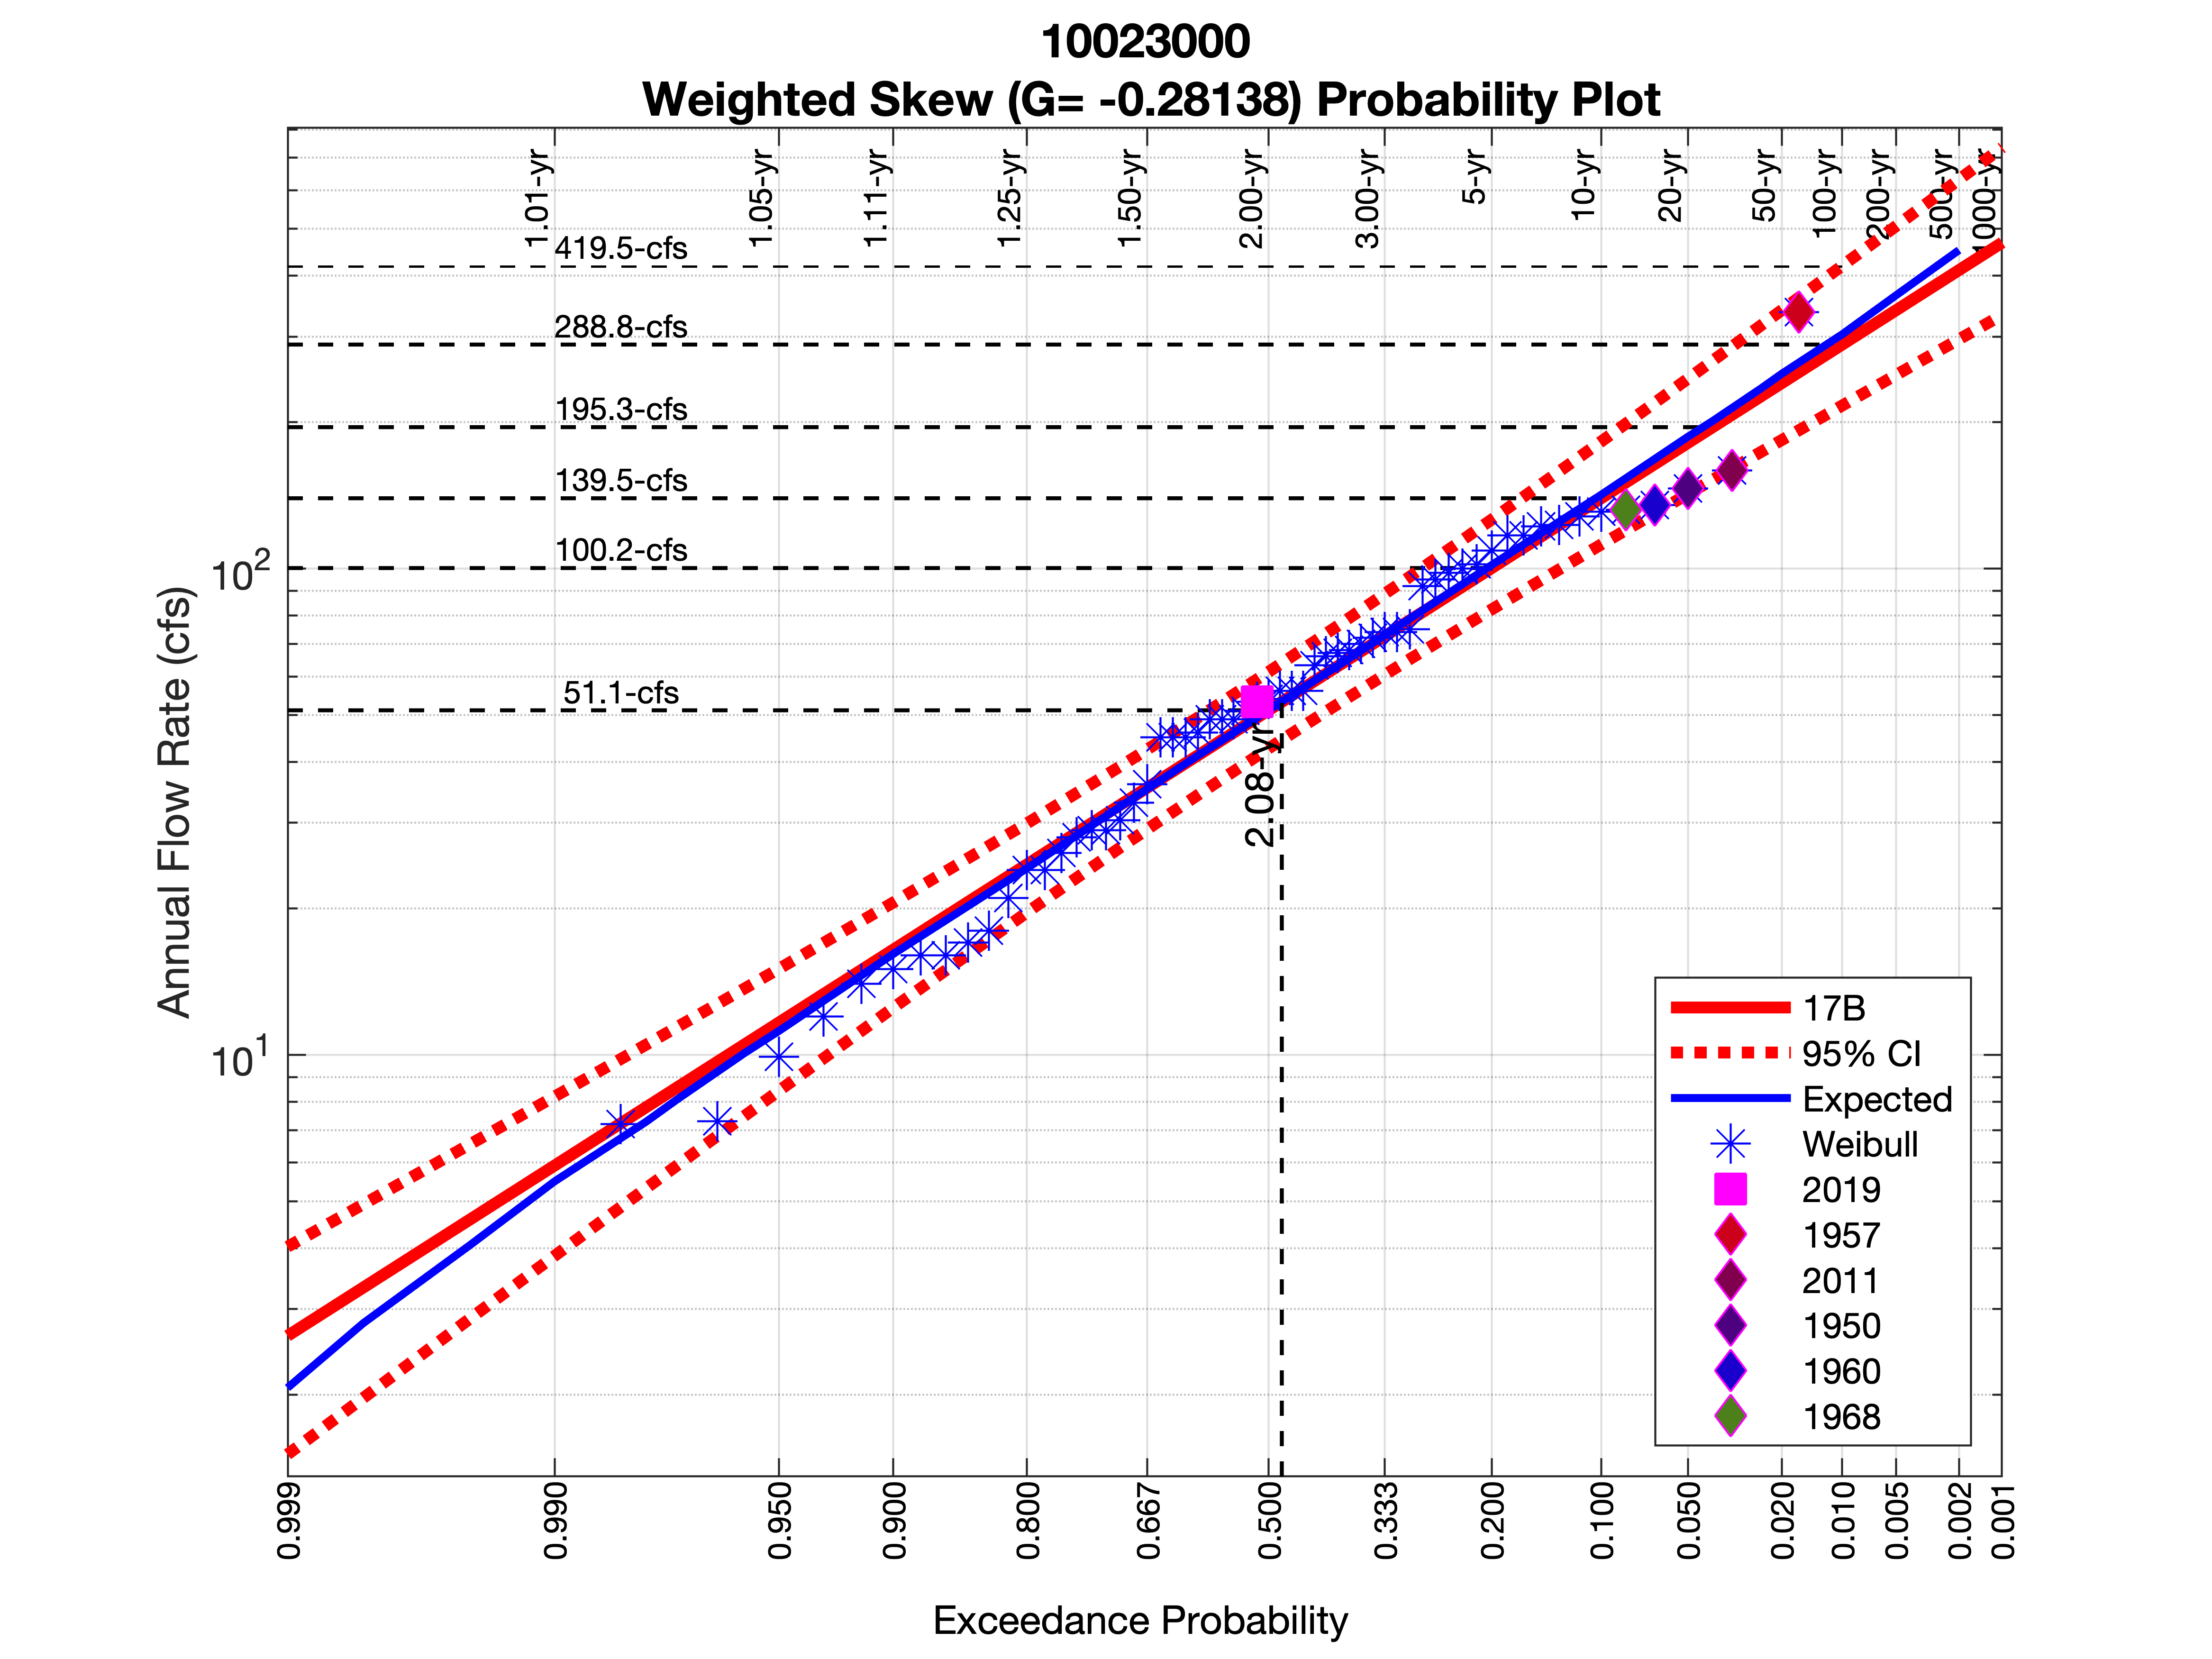 10023000
Weighted Skew (G= -0.28138) Probability Plot
1.01-yr
1.05-yr
1.11-yr
1.25-yr
1.50-yr
2.000-yr
3.00-yr
5-yr
10-yr
20-yr
50-yr
100-yr
200-yr
500-yr
1000-yr
419.5-cfs
288.8-cfs
195.3-cfs
139.5-cfs
100.2-cfs
51.1-cfs
2.08-yr
10^2
10^1
Annual Flow Rate (cfs)
17B
95% CI
Expected
Weibull
2019
1957
2011
1950
1960
1968
0.999
0.990
0.950
0.900
0.800
0.667
0.500
0.333
0.200
0.100
0.050
0.020
0.010
0.005
0.002
0.001
Exceedance Probability